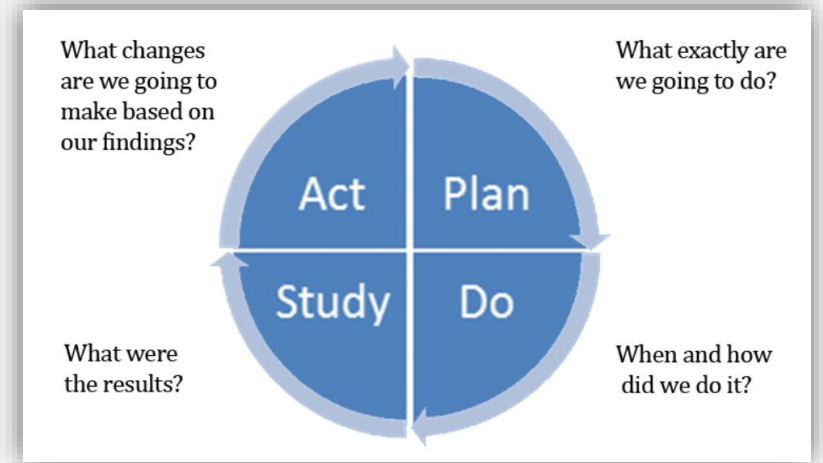 What changes
are we going to
make based on
our findings?
What exactly are
we going to do?
Act
Plan
Study
Do
What were
the results?
When and how
did we do it?